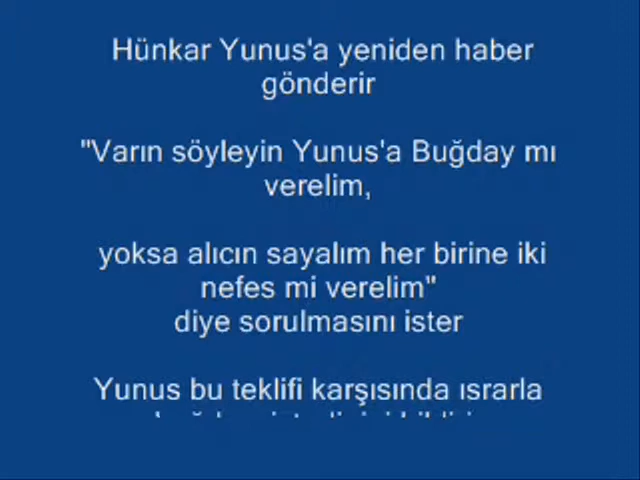 Hünkar Yunus'a yeniden haber
gönderir
"Varın söyleyin Yunus'a Buğday mı
verelim,
yoksa alıcın sayalım her birine iki
nefes mi verelim"
diye sorulmasını ister
Yunus bu teklifi karşısında ısrarla